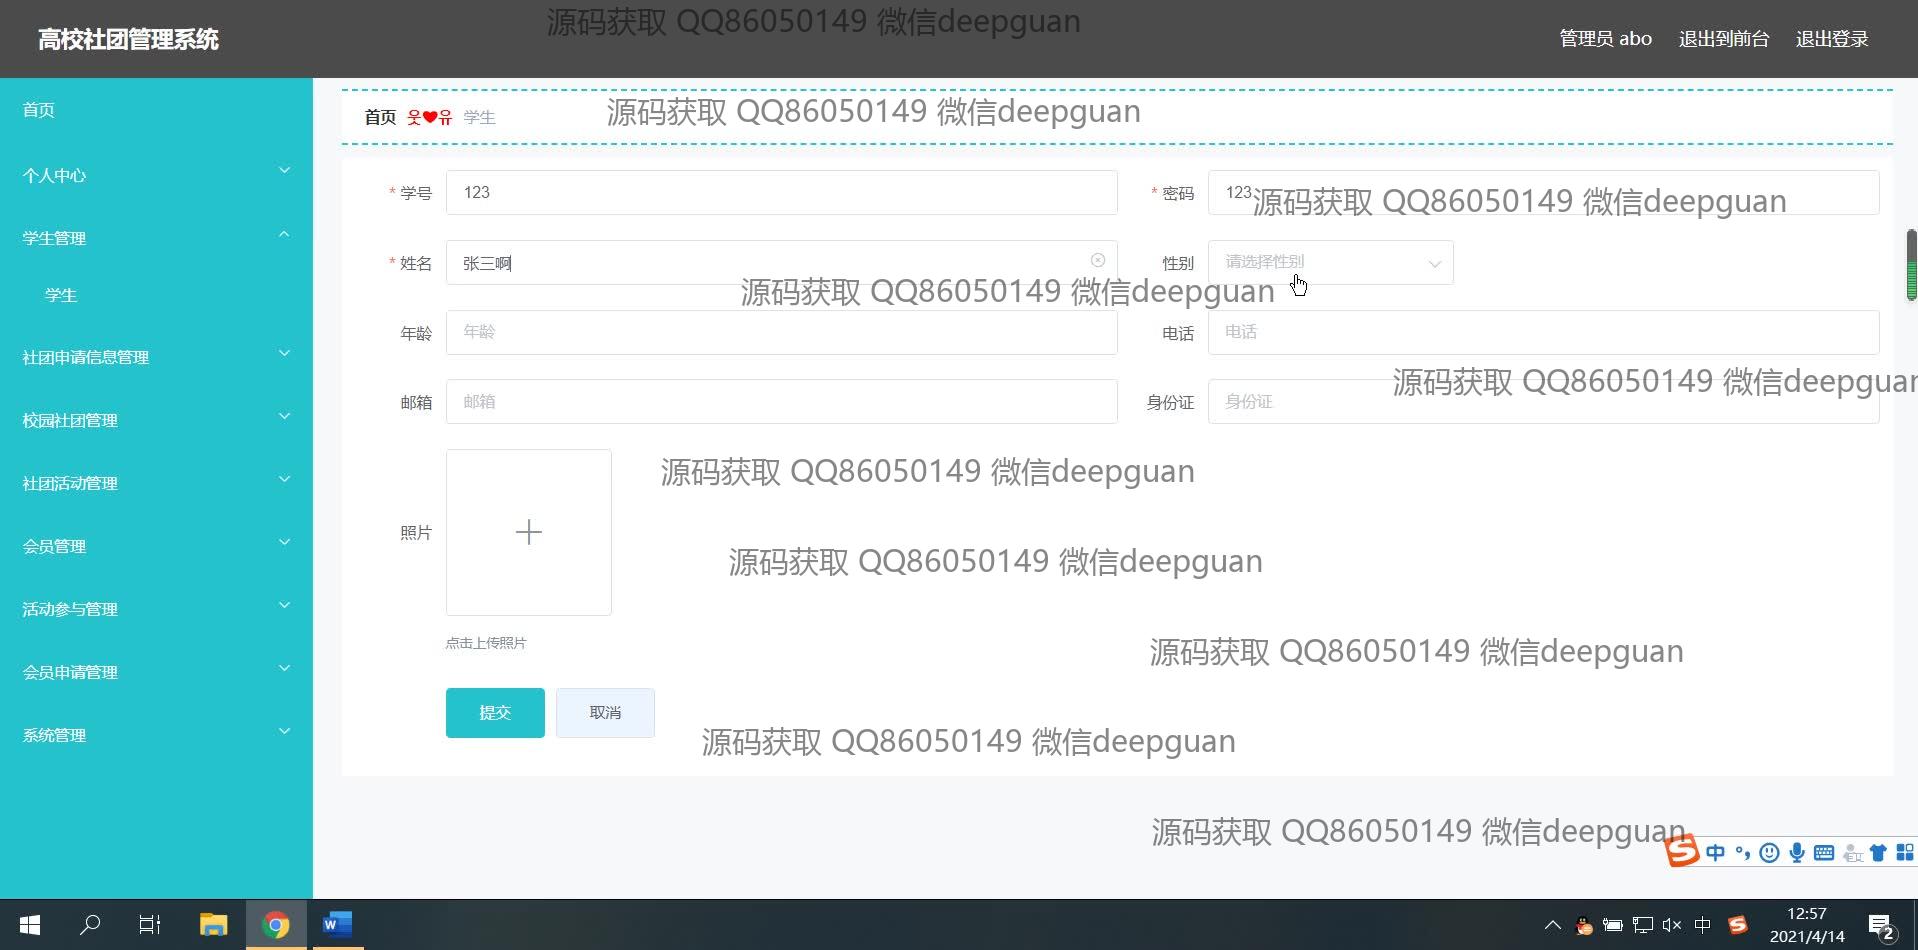 源码获取 QQ86050149 微信deepguan
高校社团管理系统
管理员 abo
退出到前台
退出登录
首页
个人中心
学生管理
学生
社团申请信息管理
校园社团管理
社团活动管理
会员管理
活动参与管理
会员申请管理
系统管理
首页 웃❤유 学生
源码获取 QQ86050149 微信deepguan
* 学号 123
* 密码 123
源码获取 QQ86050149 微信deepguan
* 姓名 张三啊
性别 请选择性别
源码获取 QQ86050149 微信deepguan
年龄 年龄
电话 电话
源码获取 QQ86050149 微信deepguan
邮箱 邮箱
身份证 身份证
源码获取 QQ86050149 微信deepguan
照片
源码获取 QQ86050149 微信deepguan
点击上传照片
源码获取 QQ86050149 微信deepguan
提交
取消
源码获取 QQ86050149 微信deepguan
源码获取 QQ86050149 微信deepguan
中
W
中
12:57
2021/4/14
2